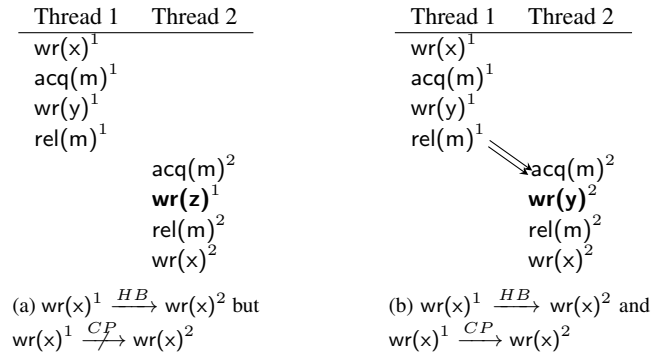 Thread 1 Thread 2 Thread 1 Thread 2
wr(x)¹ wr(x)¹
acq(m)¹ acq(m)¹
wr(y)¹ wr(y)¹
rel(m)¹ rel(m)¹
acq(m)² acq(m)²
wr(z)¹ wr(y)²
rel(m)² rel(m)²
wr(x)² wr(x)²
(a) wr(x)¹ —HB→ wr(x)² but
wr(x)¹ —CP↛ wr(x)²
(b) wr(x)¹ —HB→ wr(x)² and
wr(x)¹ —CP→ wr(x)²